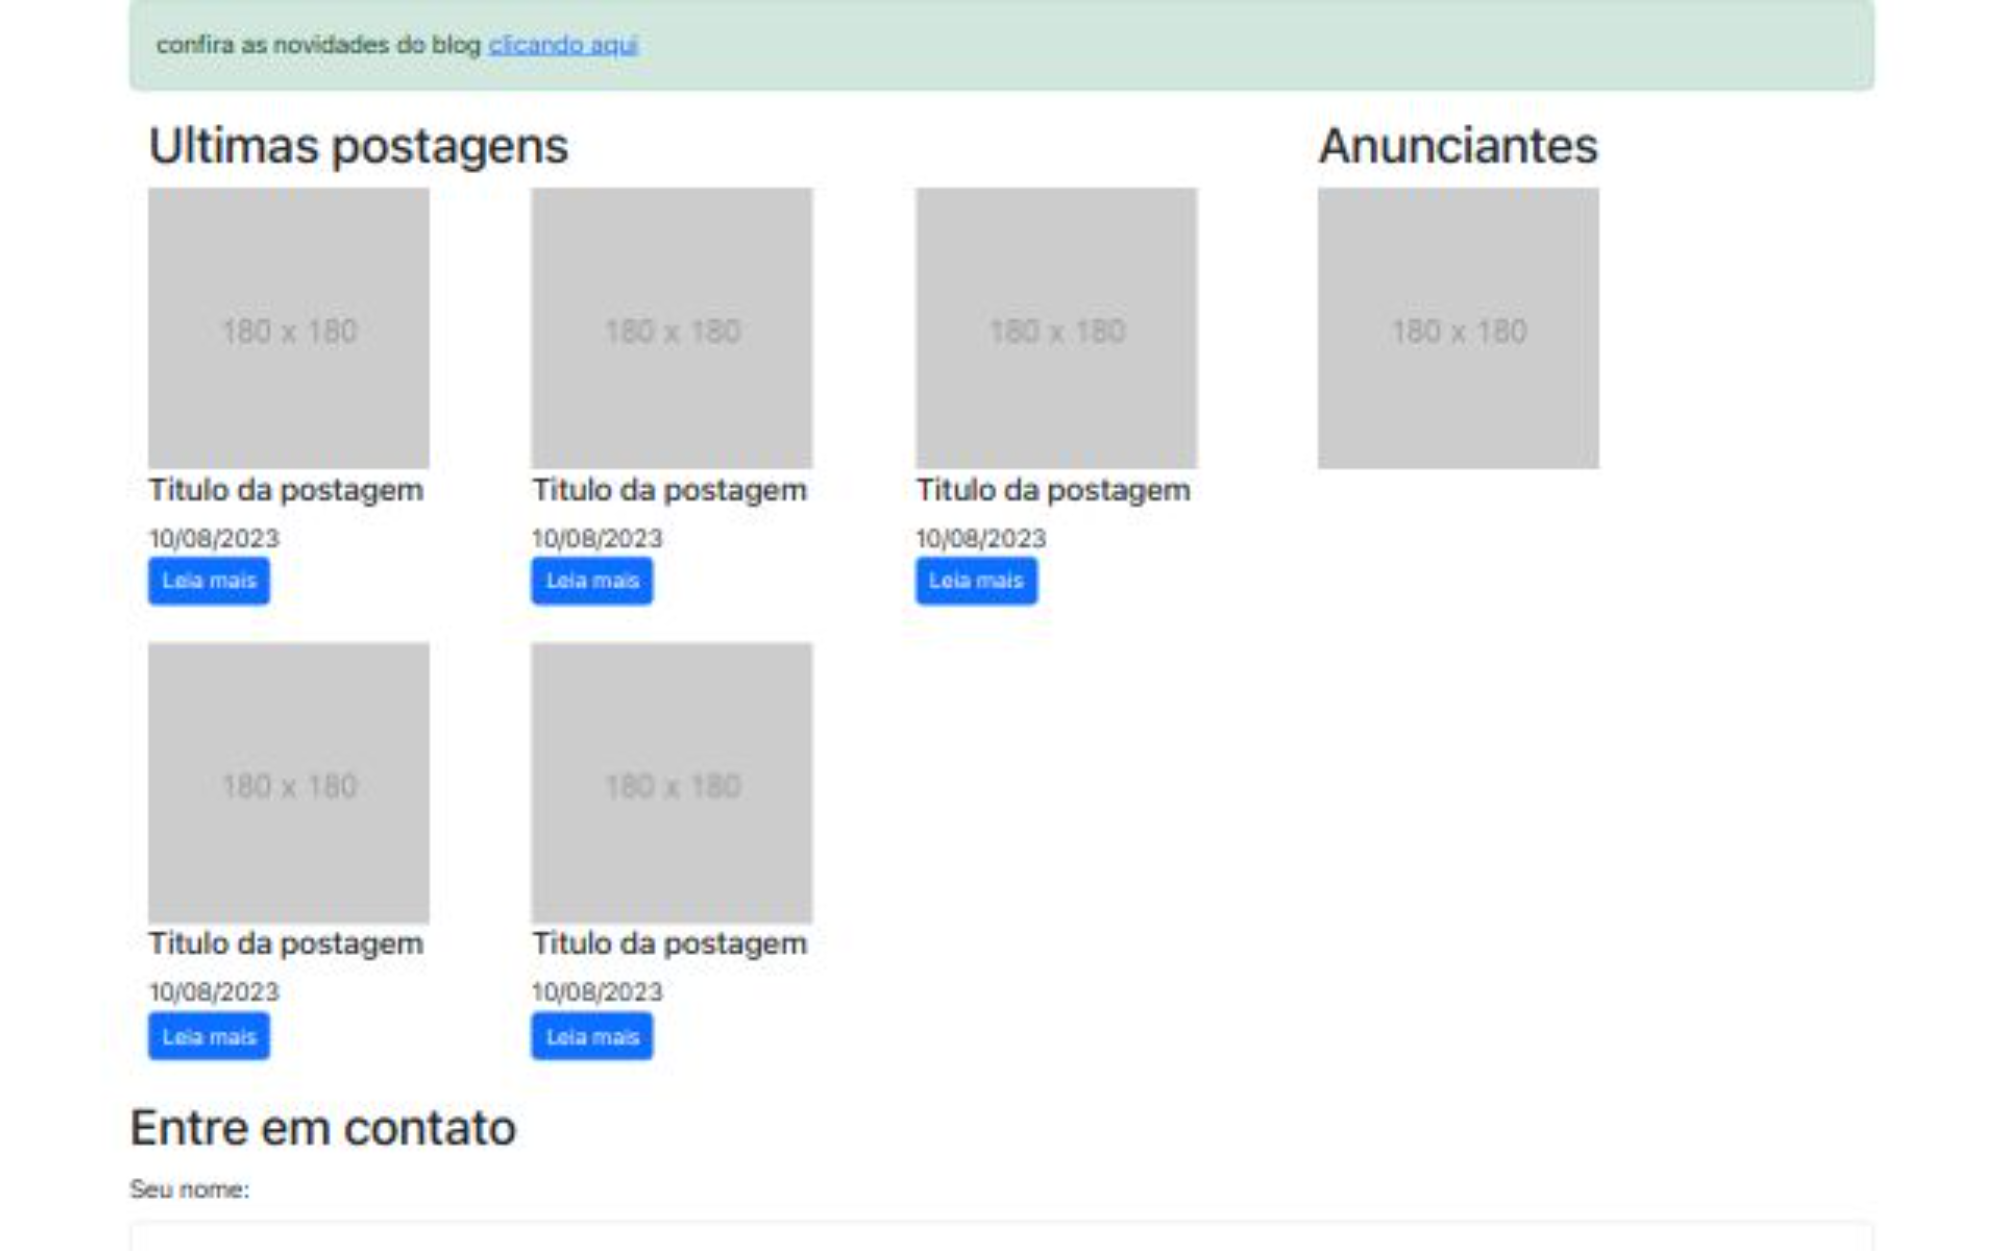 confira as novidades do blog clicando aqui
Ultimas postagens
Anunciantes
180 x 180
180 x 180
180 x 180
180 x 180
Titulo da postagem
Titulo da postagem
Titulo da postagem
10/08/2023
10/08/2023
10/08/2023
Leia mais
Leia mais
Leia mais
180 x 180
180 x 180
Titulo da postagem
Titulo da postagem
10/08/2023
10/08/2023
Leia mais
Leia mais
Entre em contato
Seu nome: